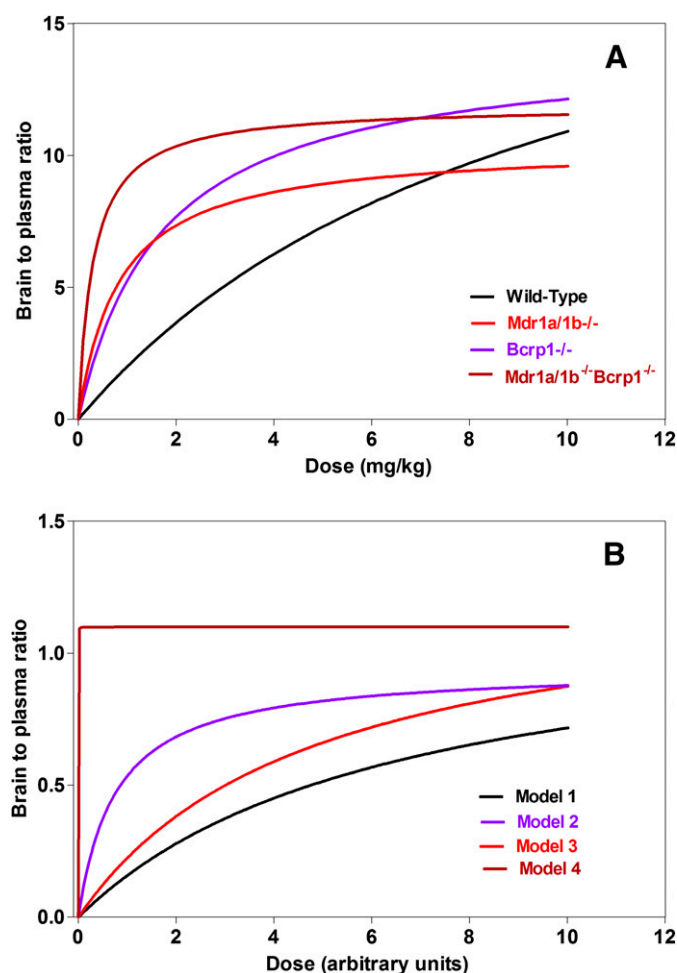 A
Brain to plasma ratio
15
10
5
0
Wild-Type
Mdr1a/1b-/-
Bcrp1-/-
Mdr1a/1b-/-Bcrp1-/-
0 2 4 6 8 10 12
Dose (mg/kg)
B
Brain to plasma ratio
1.5
1.0
0.5
0.0
Model 1
Model 2
Model 3
Model 4
0 2 4 6 8 10 12
Dose (arbitrary units)